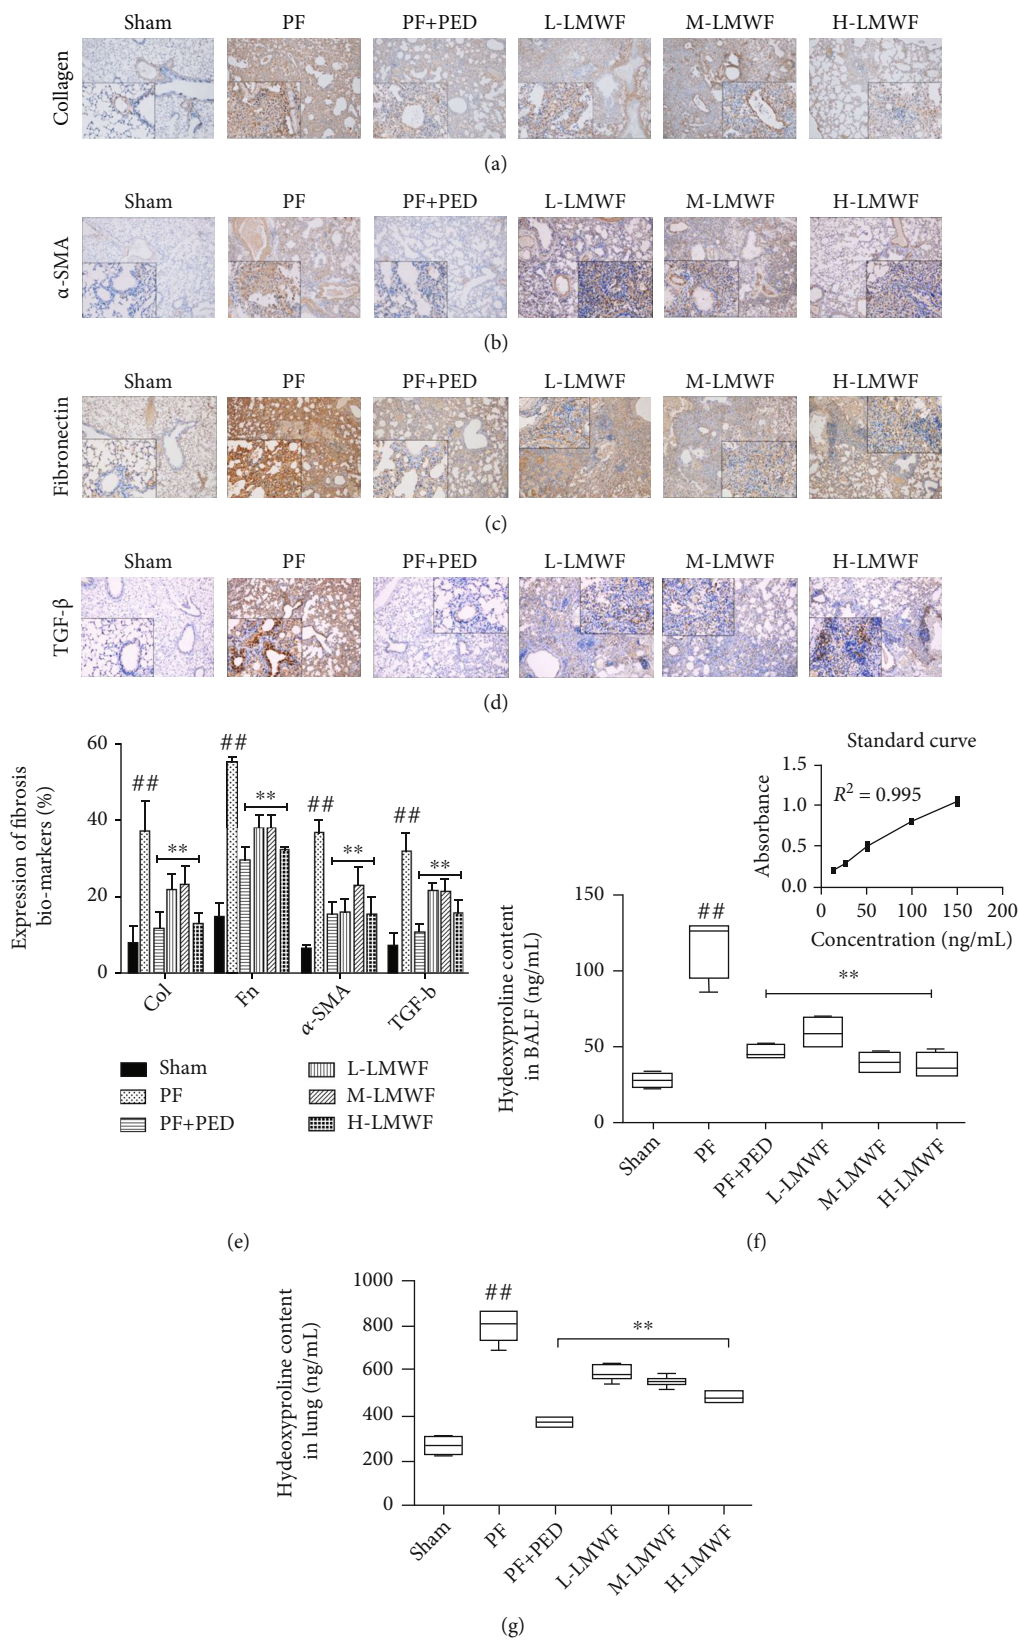 Sham PF PF+PED L-LMWF M-LMWF H-LMWF
Collagen
(a)
Sham PF PF+PED L-LMWF M-LMWF H-LMWF
α-SMA
(b)
Sham PF PF+PED L-LMWF M-LMWF H-LMWF
Fibronectin
(c)
Sham PF PF+PED L-LMWF M-LMWF H-LMWF
TGF-β
(d)
Expression of fibrosis
bio-markers (%)
60
40
20
0
## ## ## ##
** ** ** **
Col Fn α-SMA TGF-b
Sham L-LMWF
PF M-LMWF
PF+PED H-LMWF
(e)
Standard curve
Absorbance
1.5
1.0
0.5
0.0
R² = 0.995
0 50 100 150 200
Concentration (ng/mL)
Hydeoxyproline content
in BALF (ng/mL)
150
100
50
0
##
**
Sham PF PF+PED L-LMWF M-LMWF H-LMWF
(f)
Hydeoxyproline content
in lung (ng/mL)
1000
800
600
400
200
0
##
**
Sham PF PF+PED L-LMWF M-LMWF H-LMWF
(g)